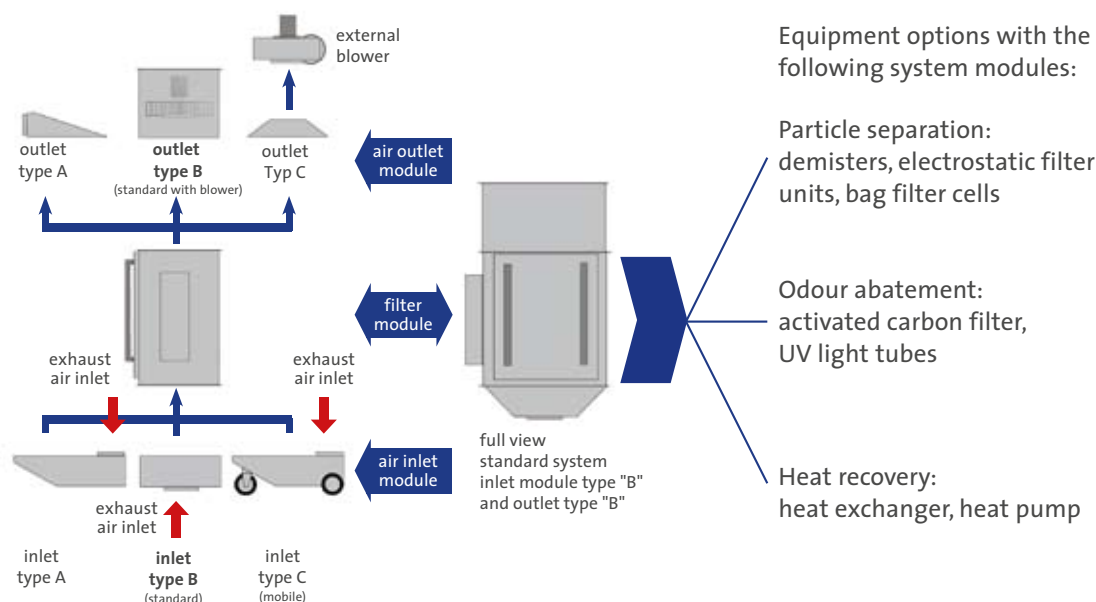 external
blower
outlet
type A
outlet
type B
(standard with blower)
outlet
Typ C
air outlet
module
filter
module
exhaust
air inlet
exhaust
air inlet
air inlet
module
exhaust
air inlet
inlet
type A
inlet
type B
(standard)
inlet
type C
(mobile)
full view
standard system
inlet module type "B"
and outlet type "B"
Equipment options with the
following system modules:
Particle separation:
demisters, electrostatic filter
units, bag filter cells
Odour abatement:
activated carbon filter,
UV light tubes
Heat recovery:
heat exchanger, heat pump